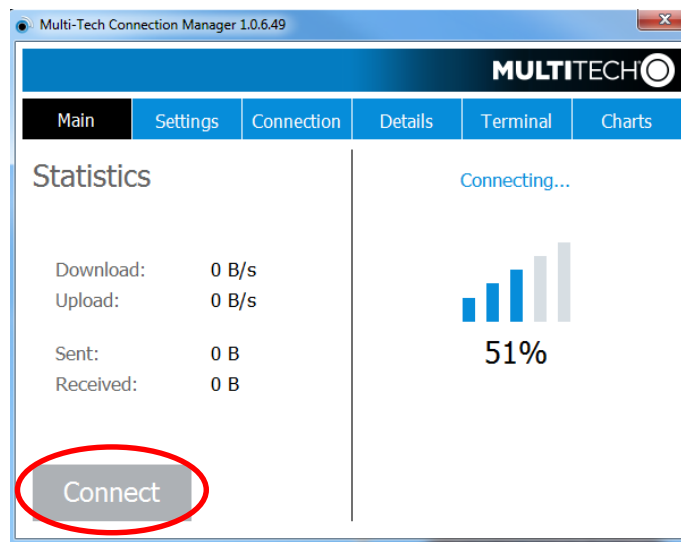 Multi-Tech Connection Manager 1.0.6.49
MULTITECH
Main Settings Connection Details Terminal Charts
Statistics
Connecting...
Download: 0 B/s
Upload: 0 B/s
51%
Sent: 0 B
Received: 0 B
Connect